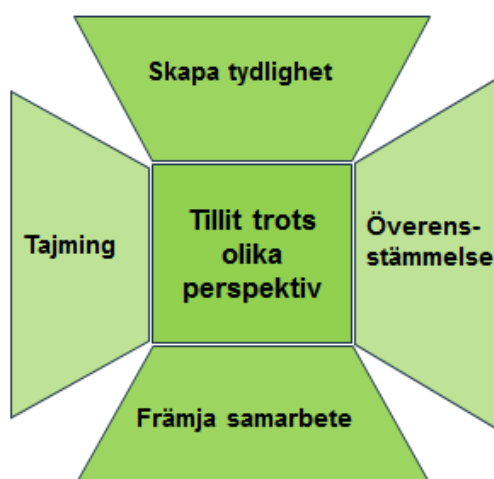 Skapa tydlighet
Tajming
Tillit trots
olika
perspektiv
Överens-
stämmelse
Främja samarbete